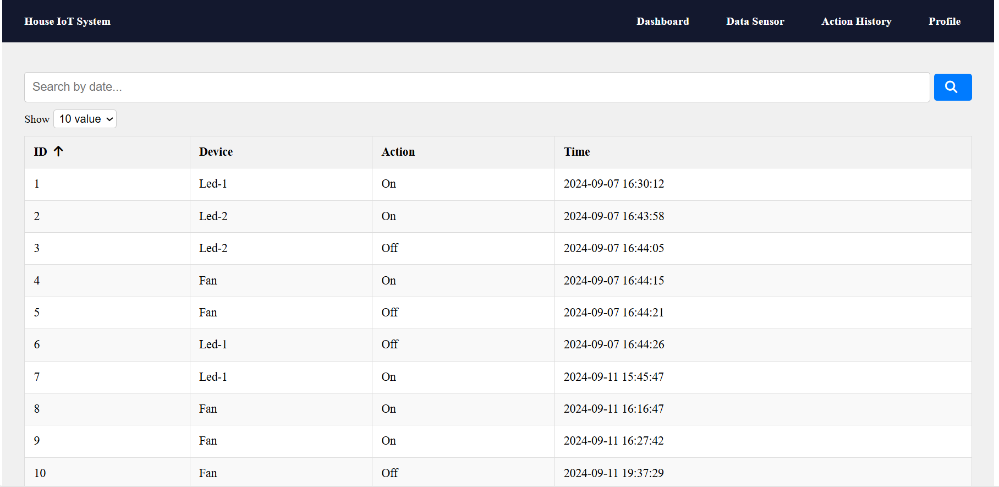 House IoT System Dashboard Data Sensor Action History Profile
Search by date...
Show 10 value
ID Device Action Time
1 Led-1 On 2024-09-07 16:30:12
2 Led-2 On 2024-09-07 16:43:58
3 Led-2 Off 2024-09-07 16:44:05
4 Fan On 2024-09-07 16:44:15
5 Fan Off 2024-09-07 16:44:21
6 Led-1 Off 2024-09-07 16:44:26
7 Led-1 On 2024-09-11 15:45:47
8 Fan On 2024-09-11 16:16:47
9 Fan On 2024-09-11 16:27:42
10 Fan Off 2024-09-11 19:37:29